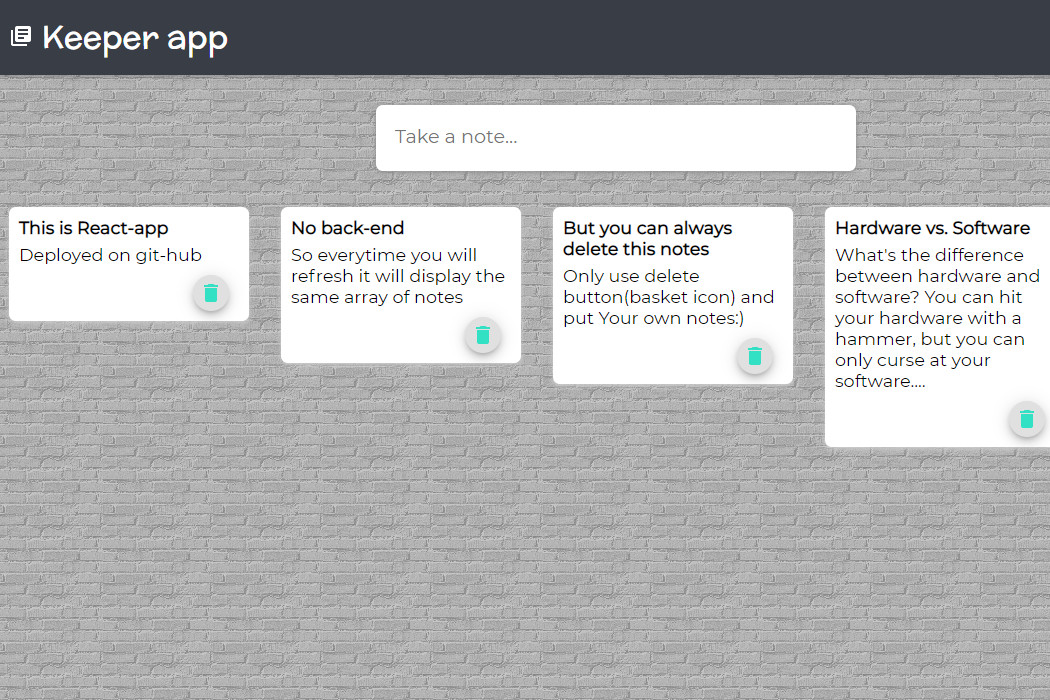 Keeper app
Take a note...
This is React-app
Deployed on git-hub
No back-end
So everytime you will
refresh it will display the
same array of notes
But you can always
delete this notes
Only use delete
button(basket icon) and
put Your own notes:)
Hardware vs. Software
What's the difference
between hardware and
software? You can hit
your hardware with a
hammer, but you can
only curse at your
software....